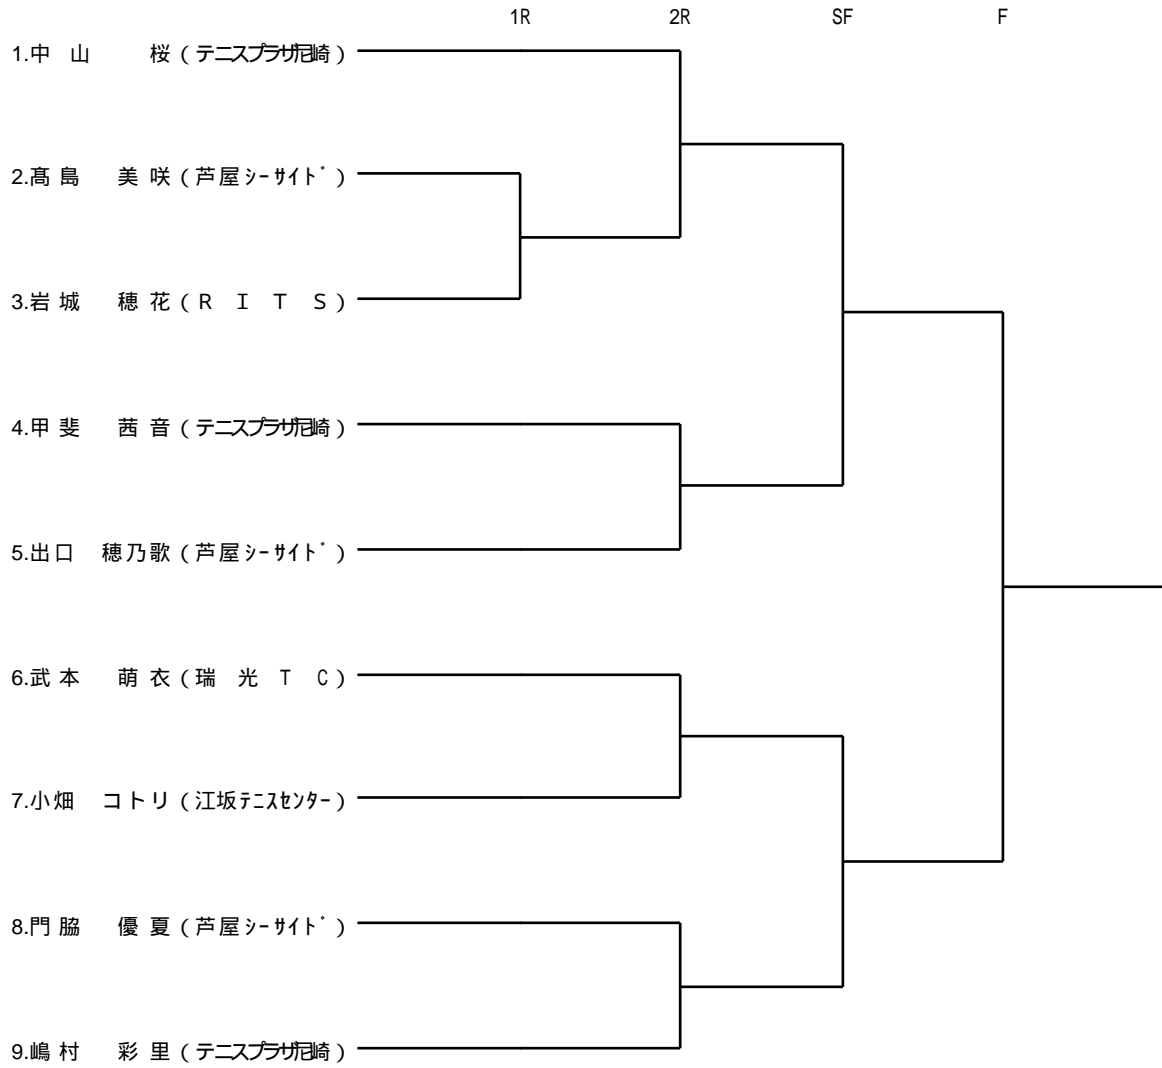 1R 2R SF F
1.中 山 桜 ( テニスプラザ尼崎 )
2.髙 島 美 咲 ( 芦屋ｼｰｻｲﾄﾞ )
3.岩 城 穂 花 ( Ｒ Ｉ Ｔ Ｓ )
4.甲 斐 茜 音 ( テニスプラザ尼崎 )
5.出口 穂乃歌 ( 芦屋ｼｰｻｲﾄﾞ )
6.武 本 萌 衣 ( 瑞 光 Ｔ Ｃ )
7.小畑 コトリ ( 江坂ﾃﾆｽｾﾝﾀｰ )
8.門 脇 優 夏 ( 芦屋ｼｰｻｲﾄﾞ )
9.嶋 村 彩 里 ( テニスプラザ尼崎 )